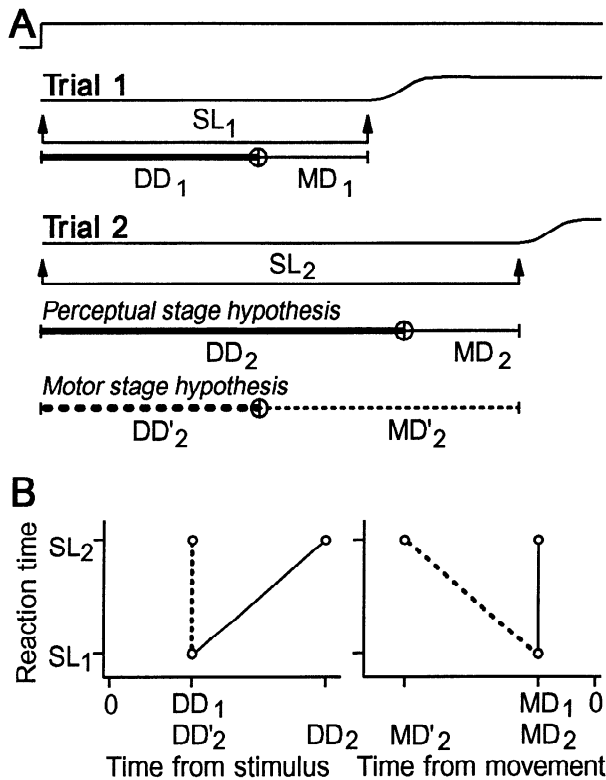 A
Trial 1
SL1
DD1 MD1
Trial 2
SL2
Perceptual stage hypothesis
DD2 MD2
Motor stage hypothesis
DD'2 MD'2
B
Reaction time
SL2
SL1
0 DD1 MD1 0
DD'2 DD2 MD'2 MD2
Time from stimulus Time from movement